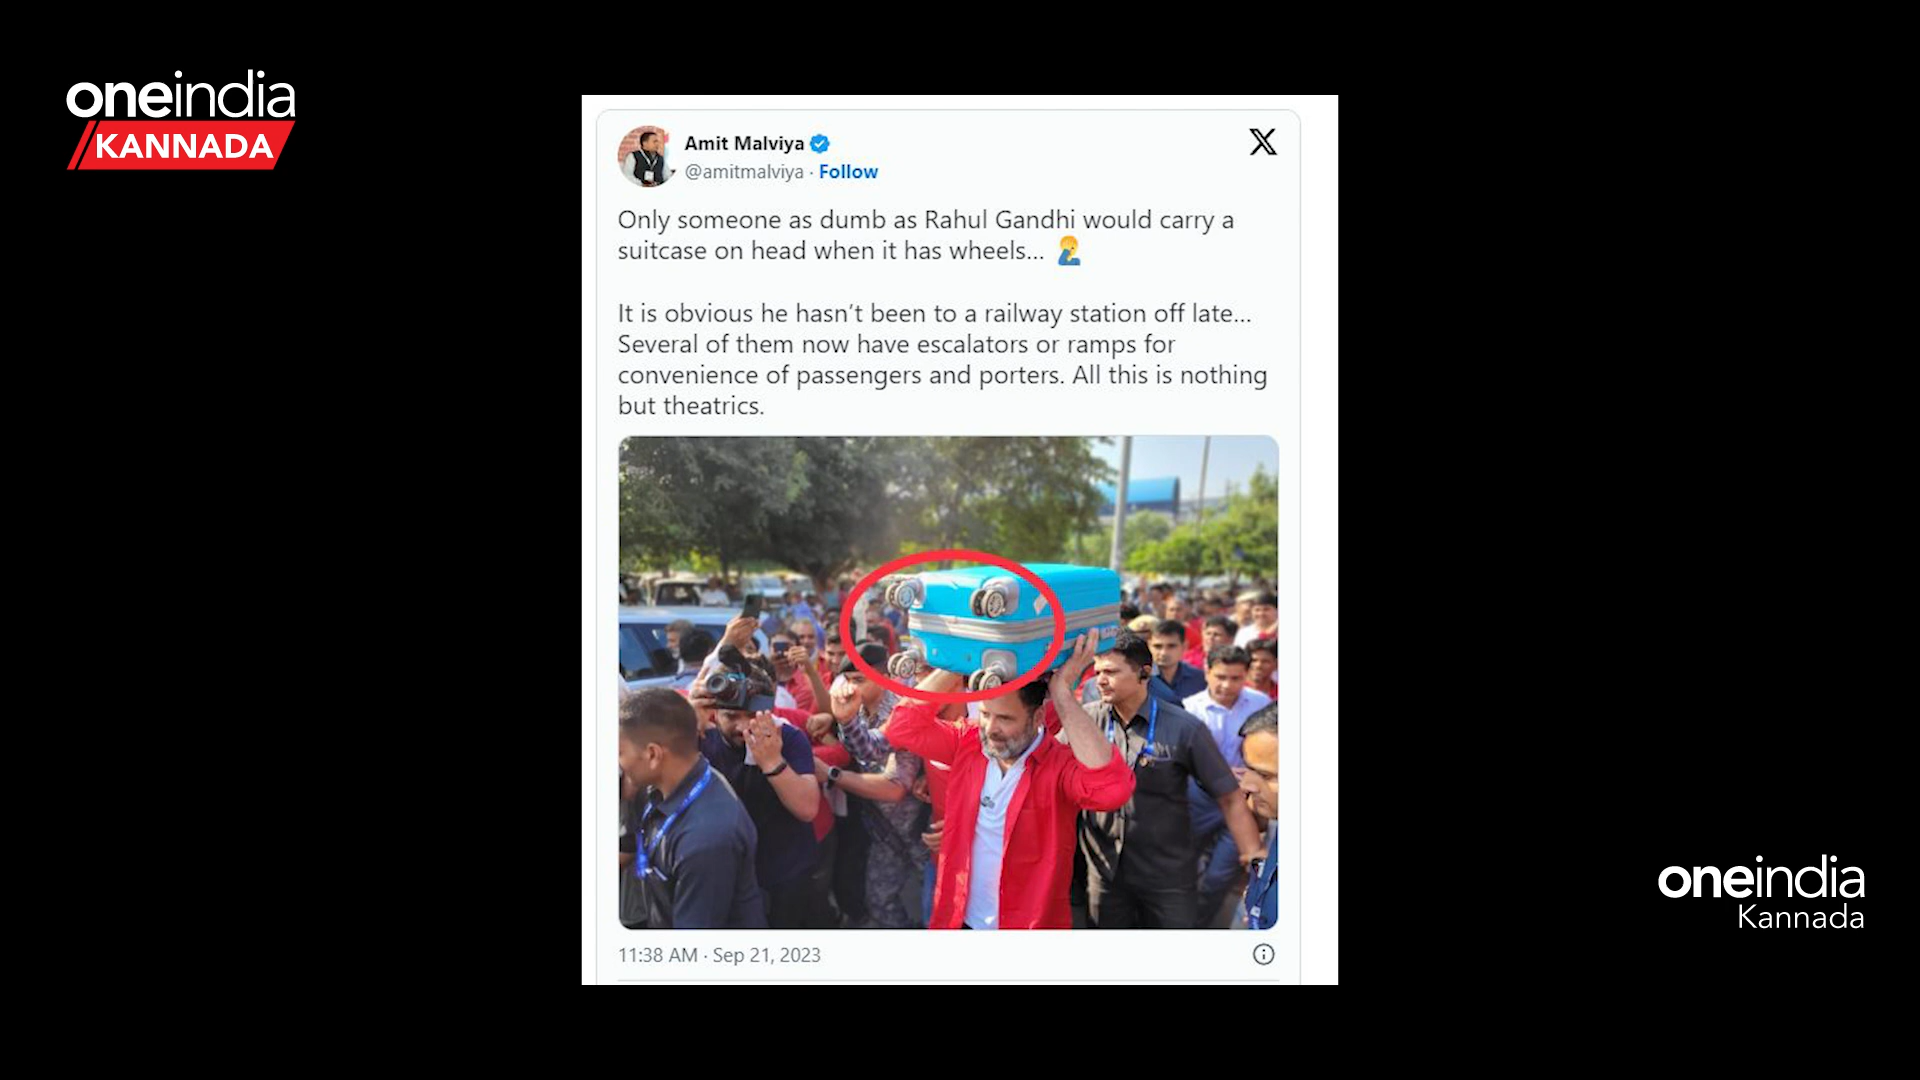 oneindia
KANNADA
Amit Malviya
@amitmalviya · Follow
Only someone as dumb as Rahul Gandhi would carry a
suitcase on head when it has wheels... 🤦‍♂️
It is obvious he hasn't been to a railway station off late...
Several of them now have escalators or ramps for
convenience of passengers and porters. All this is nothing
but theatrics.
11:38 AM · Sep 21, 2023
oneindia
Kannada